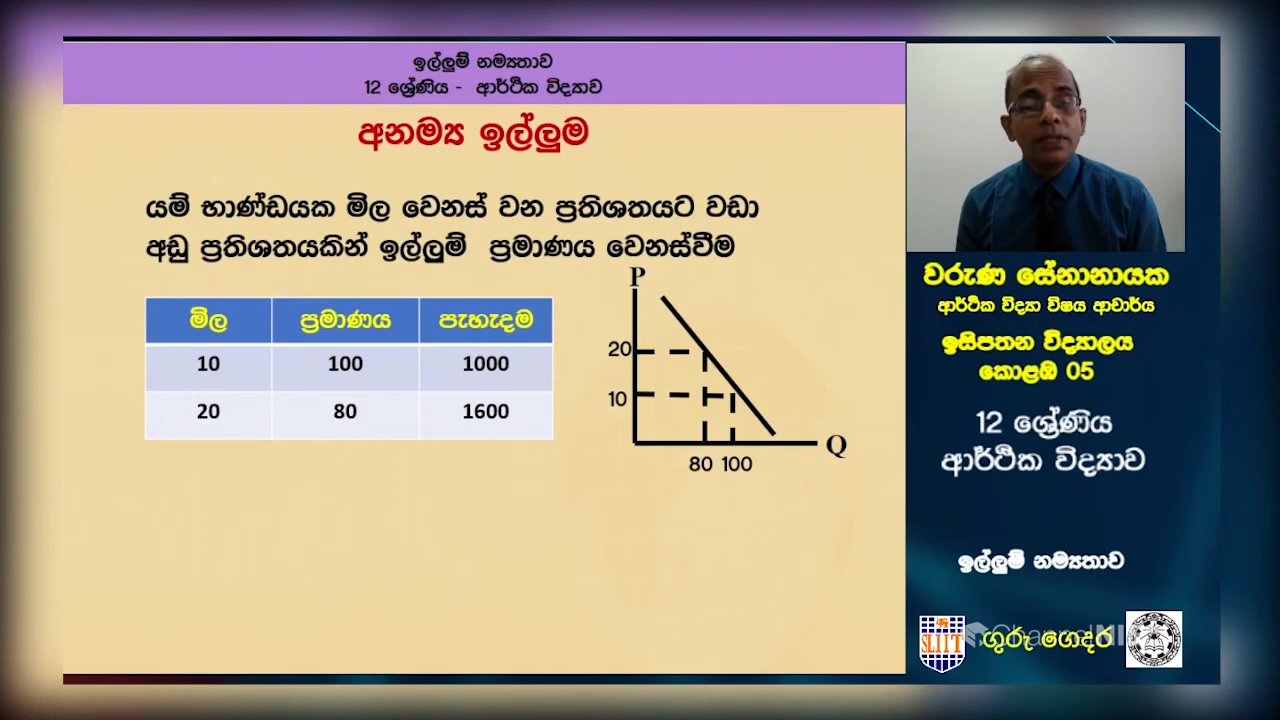 ඉල්ලුම් නම්‍යතාව
12 ශ්‍රේණිය - ආර්ථික විද්‍යාව
අනම්‍ය ඉල්ලුම
යම් භාණ්ඩයක මිල වෙනස් වන ප්‍රතිශතයට වඩා
අඩු ප්‍රතිශතයකින් ඉල්ලුම් ප්‍රමාණය වෙනස්වීම
මිල ප්‍රමාණය පැහැදම
10 100 1000
20 80 1600
P
20
10
80 100
Q
වරුණ සේනානායක
ආර්ථික විද්‍යා විෂය ආචාර්ය
ඉසිපතන විද්‍යාලය
කොළඹ 05
12 ශ්‍රේණිය
ආර්ථික විද්‍යාව
ඉල්ලුම් නම්‍යතාව
SLIIT
ගුරු ගෙදර
Channel NIE